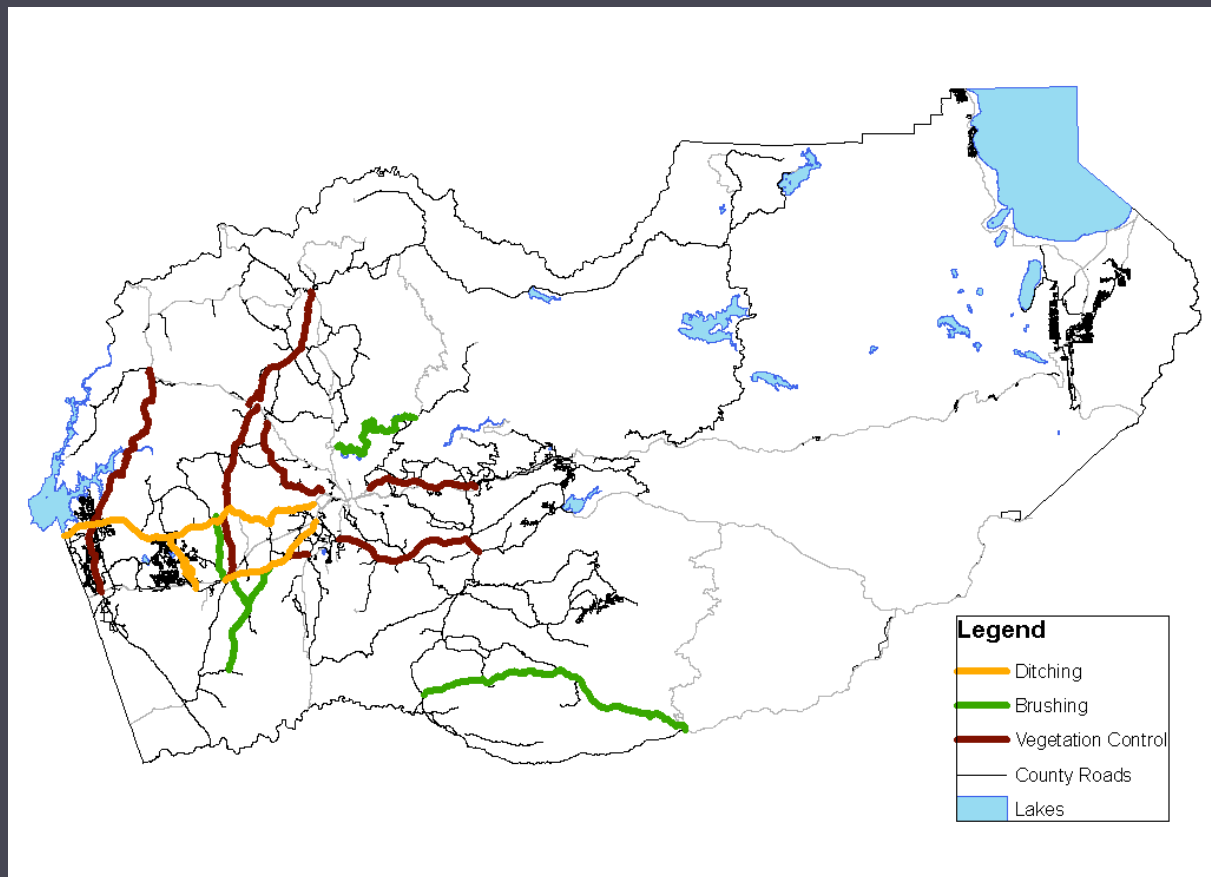 Legend
Ditching
Brushing
Vegetation Control
County Roads
Lakes